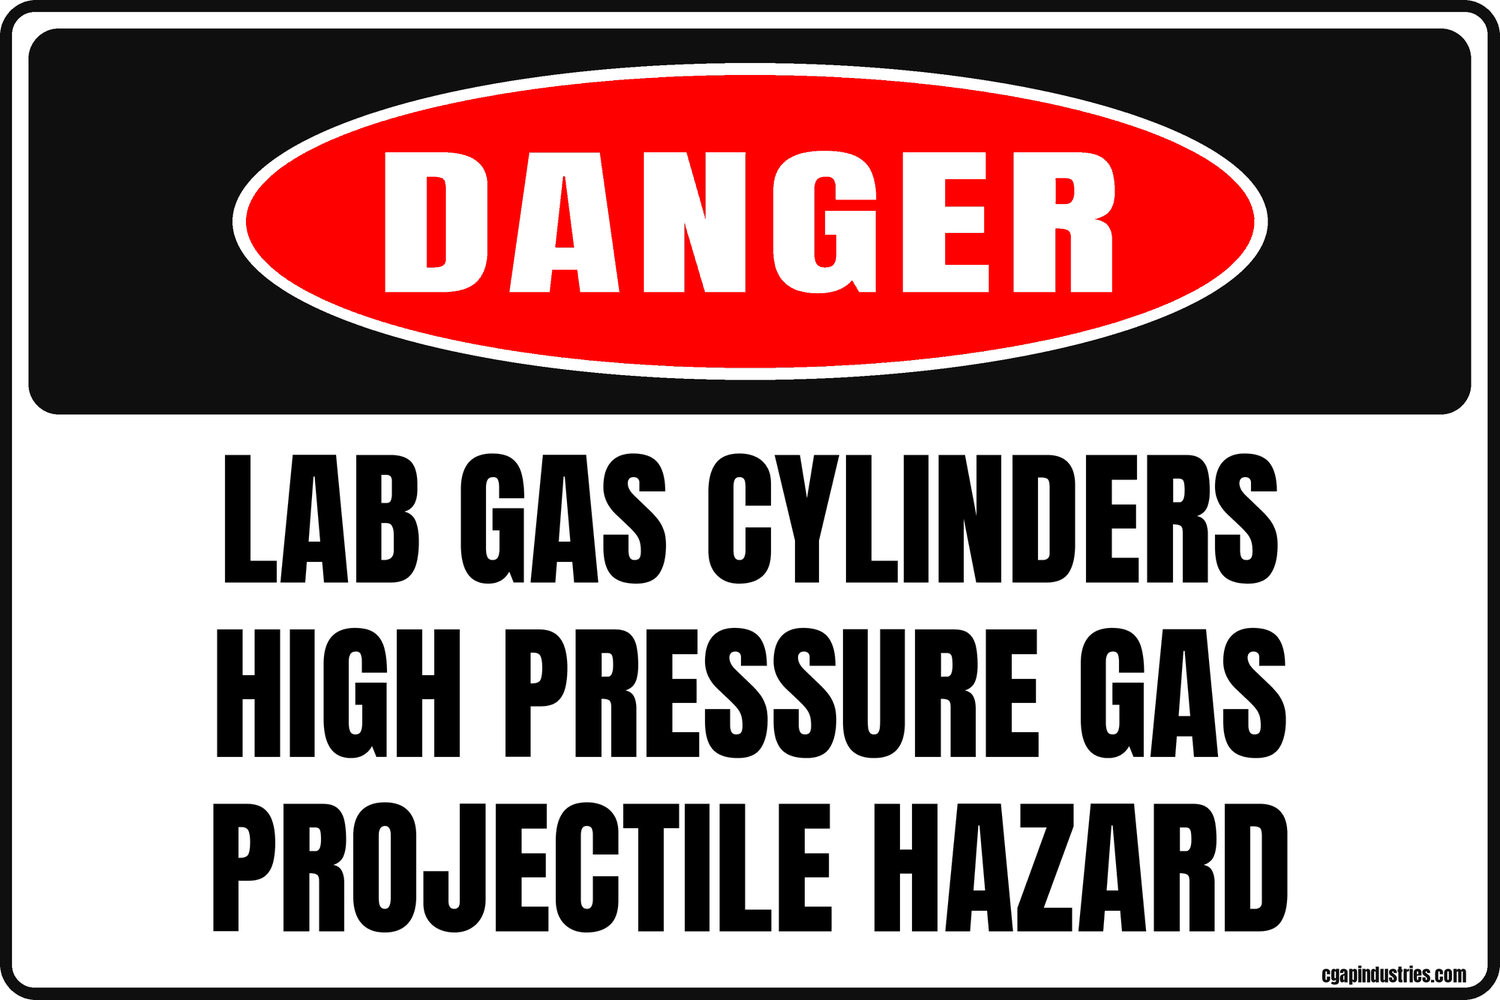 DANGER
LAB GAS CYLINDERS
HIGH PRESSURE GAS
PROJECTILE HAZARD
cgapindustries.com